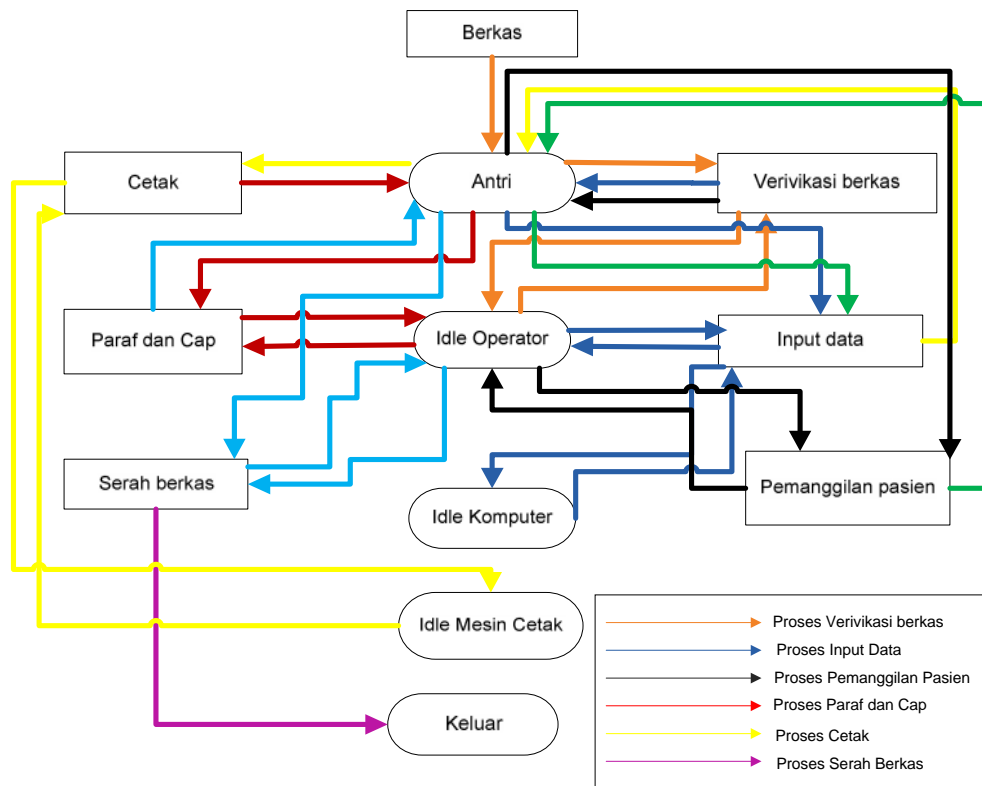 Berkas
Cetak
Antri
Verivikasi berkas
Paraf dan Cap
Idle Operator
Input data
Serah berkas
Idle Komputer
Pemanggilan pasien
Idle Mesin Cetak
Keluar
Proses Verivikasi berkas
Proses Input Data
Proses Pemanggilan Pasien
Proses Paraf dan Cap
Proses Cetak
Proses Serah Berkas